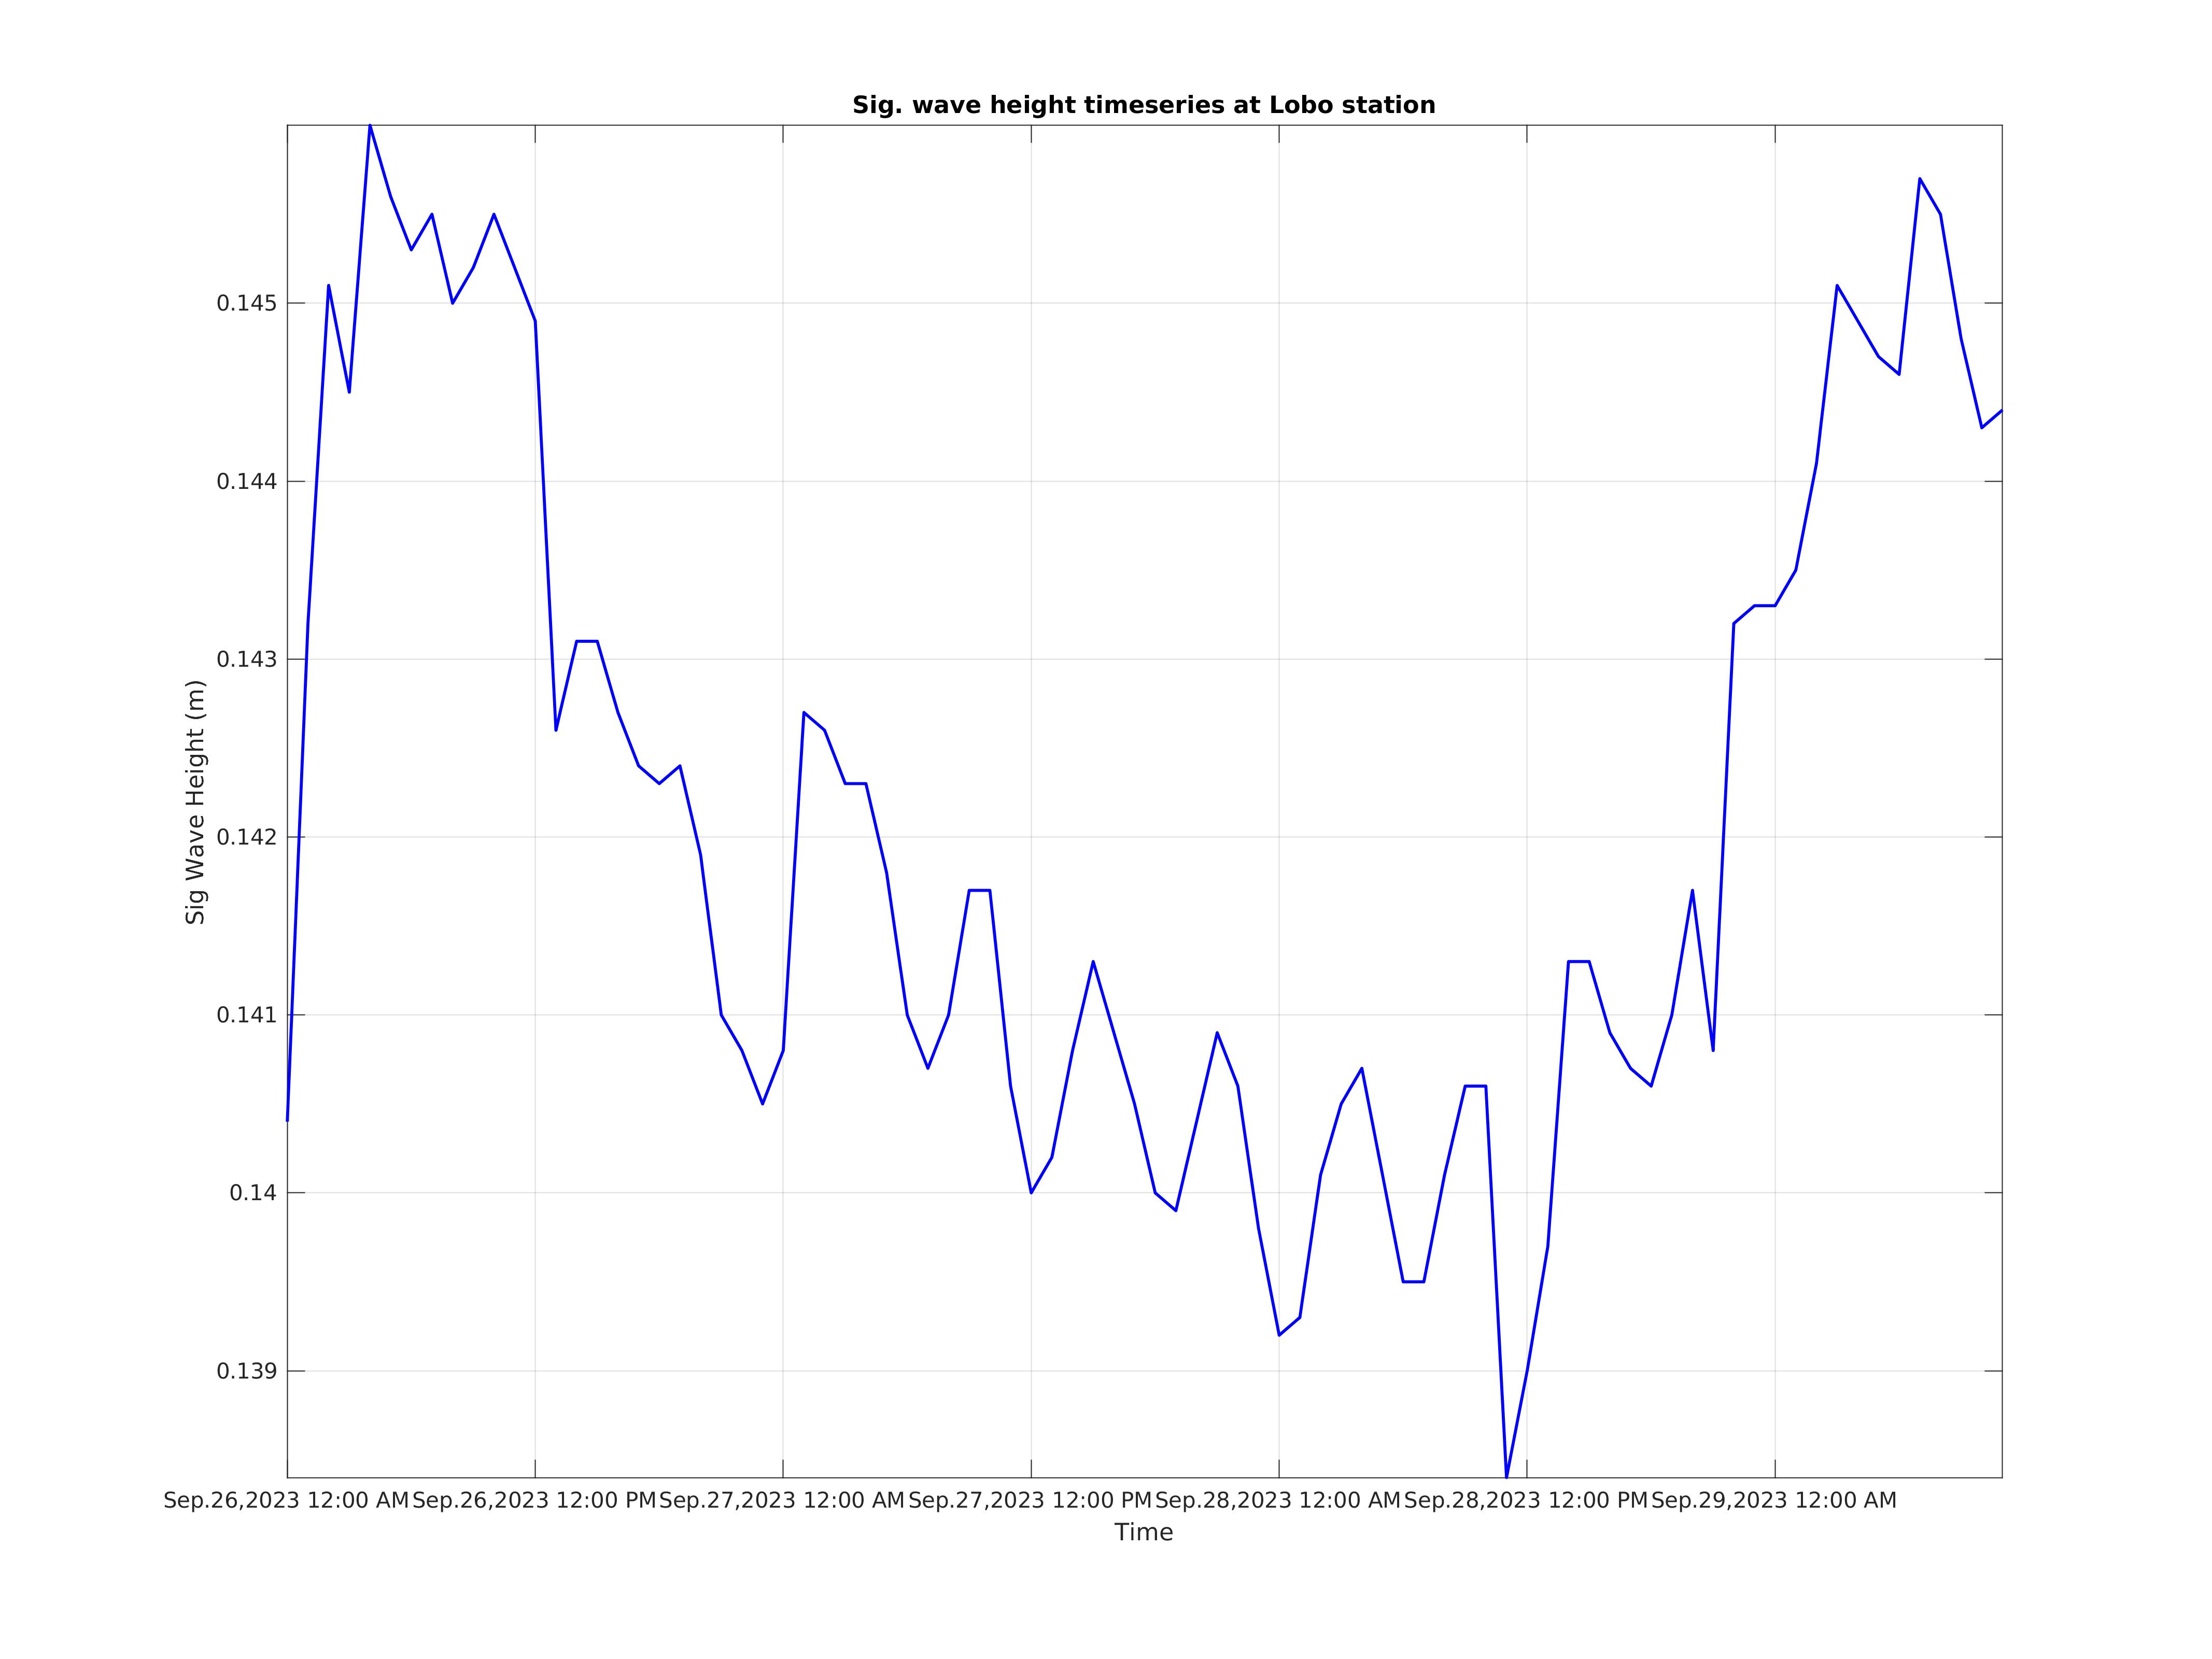 Sig. wave height timeseries at Lobo station
0.145
0.144
0.143
0.142
0.141
0.14
0.139
Sig Wave Height (m)
Sep.26,2023 12:00 AM Sep.26,2023 12:00 PM Sep.27,2023 12:00 AM Sep.27,2023 12:00 PM Sep.28,2023 12:00 AM Sep.28,2023 12:00 PM Sep.29,2023 12:00 AM
Time